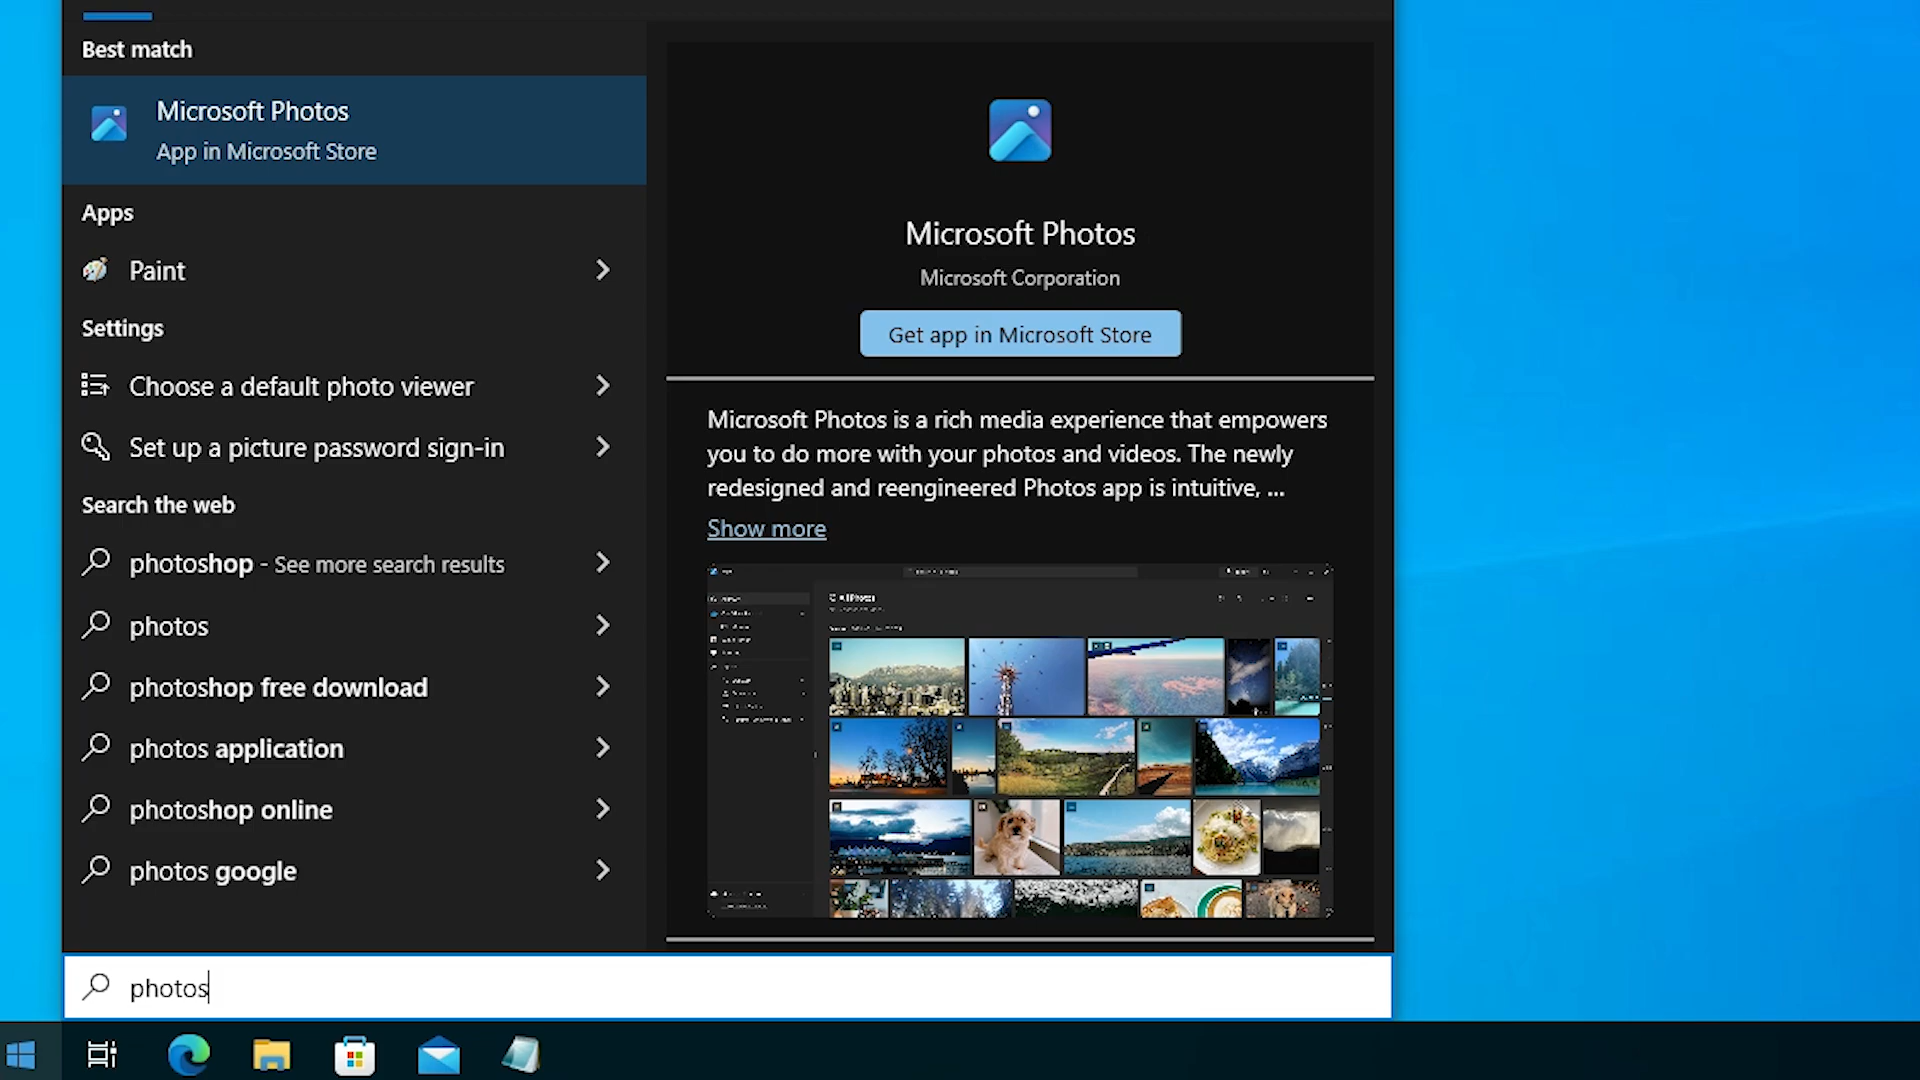 Best match
Microsoft Photos
App in Microsoft Store
Apps
Paint
Settings
Choose a default photo viewer
Set up a picture password sign-in
Search the web
photoshop - See more search results
photos
photoshop free download
photos application
photoshop online
photos google
Microsoft Photos
Microsoft Corporation
Get app in Microsoft Store
Microsoft Photos is a rich media experience that empowers
you to do more with your photos and videos. The newly
redesigned and reengineered Photos app is intuitive, ...
Show more
All Photos
photos